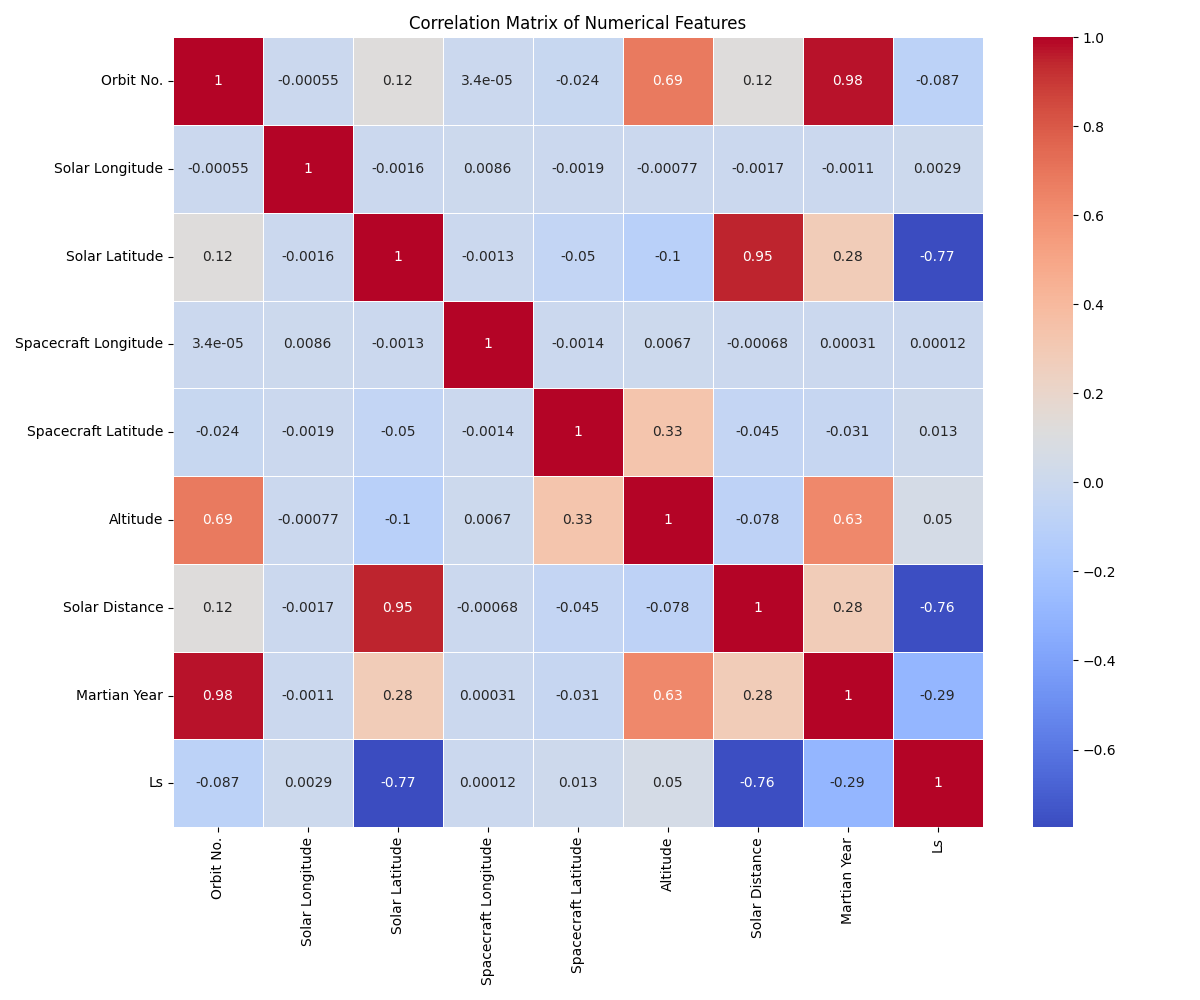 Correlation Matrix of Numerical Features
Orbit No. 1 -0.00055 0.12 3.4e-05 -0.024 0.69 0.12 0.98 -0.087
Solar Longitude -0.00055 1 -0.0016 0.0086 -0.0019 -0.00077 -0.0017 -0.0011 0.0029
Solar Latitude 0.12 -0.0016 1 -0.0013 -0.05 -0.1 0.95 0.28 -0.77
Spacecraft Longitude 3.4e-05 0.0086 -0.0013 1 -0.0014 0.0067 -0.00068 0.00031 0.00012
Spacecraft Latitude -0.024 -0.0019 -0.05 -0.0014 1 0.33 -0.045 -0.031 0.013
Altitude 0.69 -0.00077 -0.1 0.0067 0.33 1 -0.078 0.63 0.05
Solar Distance 0.12 -0.0017 0.95 -0.00068 -0.045 -0.078 1 0.28 -0.76
Martian Year 0.98 -0.0011 0.28 0.00031 -0.031 0.63 0.28 1 -0.29
Ls -0.087 0.0029 -0.77 0.00012 0.013 0.05 -0.76 -0.29 1
Orbit No.
Solar Longitude
Solar Latitude
Spacecraft Longitude
Spacecraft Latitude
Altitude
Solar Distance
Martian Year
Ls
1.0
0.8
0.6
0.4
0.2
0.0
−0.2
−0.4
−0.6